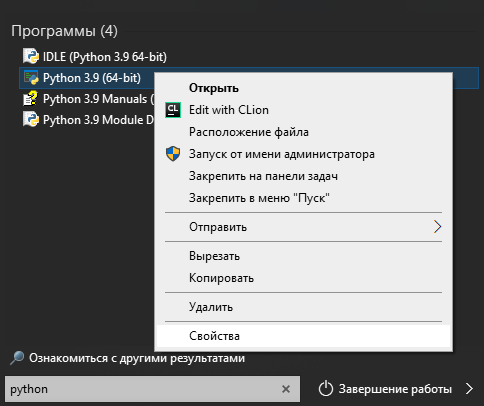 Программы (4)
IDLE (Python 3.9 64-bit)
Python 3.9 (64-bit)
Python 3.9 Manuals (
Python 3.9 Module D
Открыть
CL Edit with CLion
Расположение файла
Запуск от имени администратора
Закрепить на панели задач
Закрепить в меню "Пуск"
Отправить
Вырезать
Копировать
Удалить
Свойства
Ознакомиться с другими результатами
python
Завершение работы